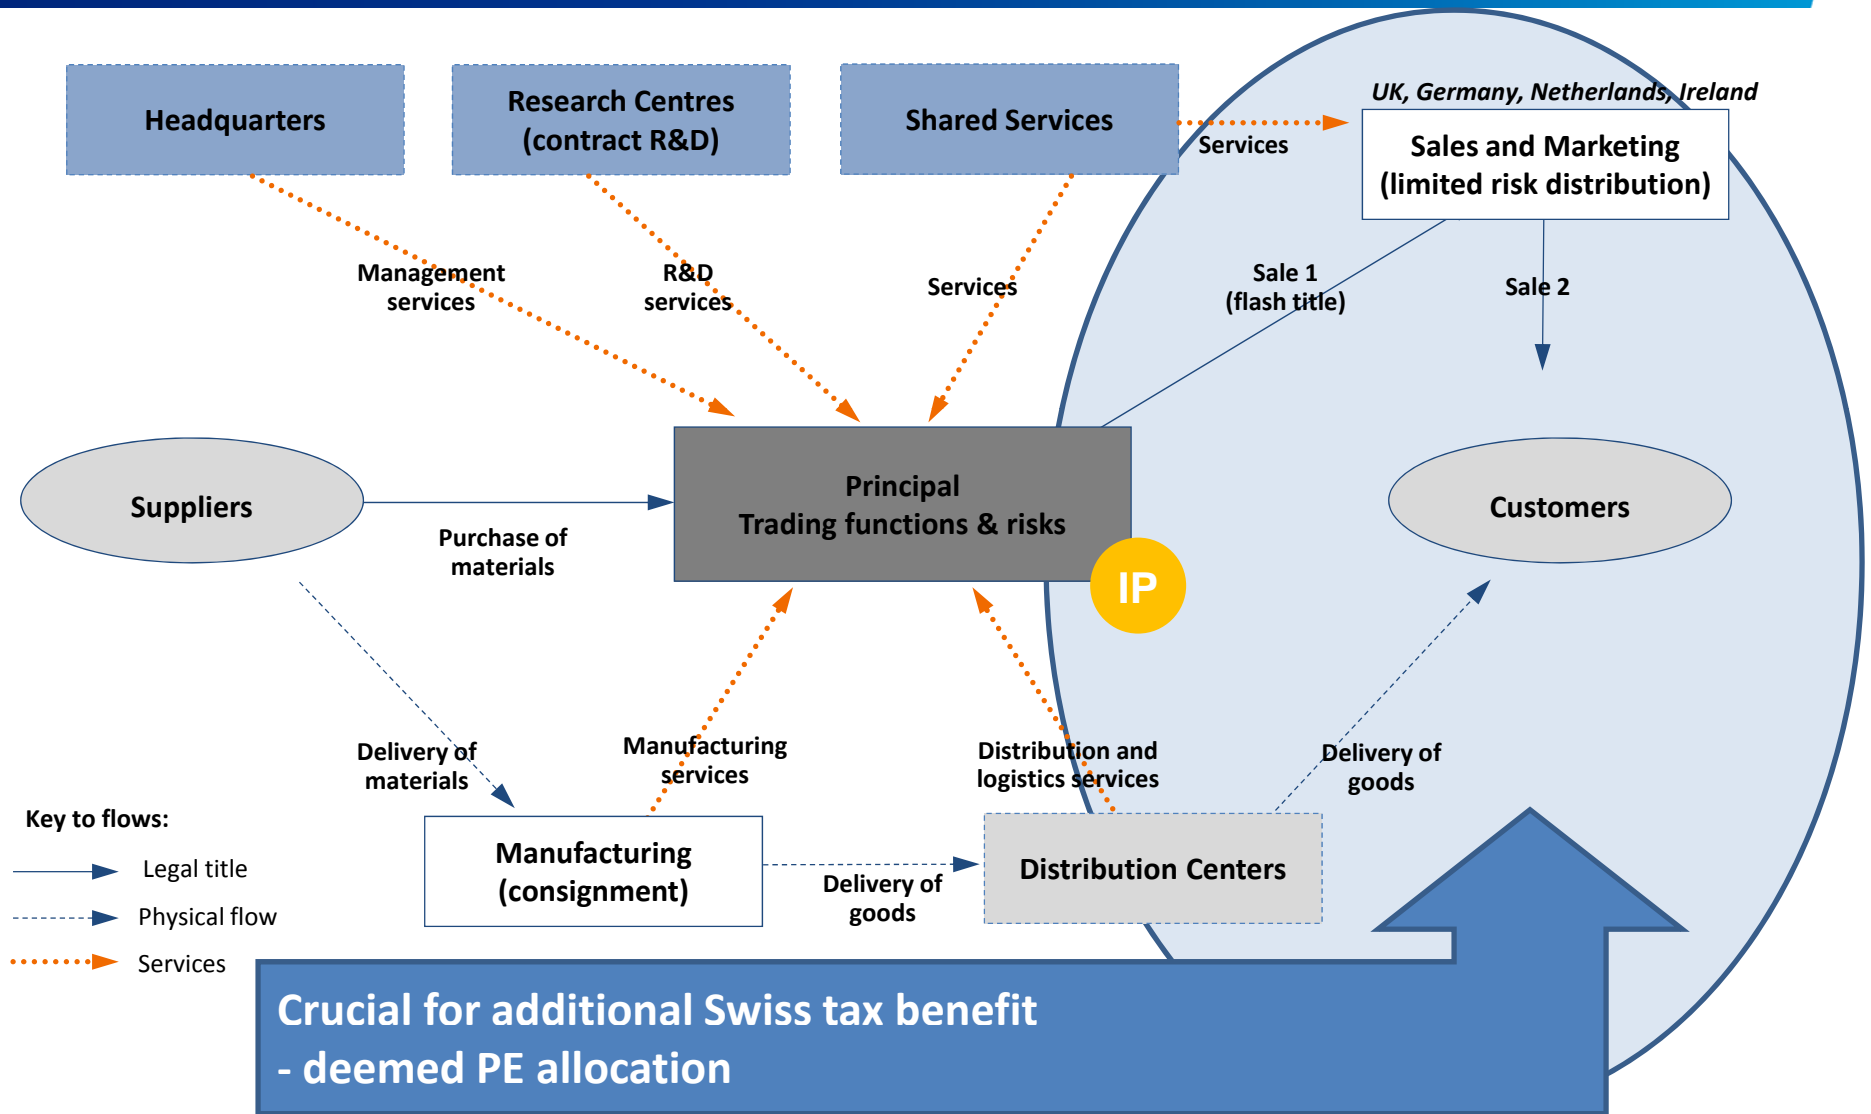 Headquarters
Research Centres
(contract R&D)
Shared Services
UK, Germany, Netherlands, Ireland
Services
Sales and Marketing
(limited risk distribution)
Management
services
R&D
services
Services
Sale 1
(flash title)
Sale 2
Suppliers
Purchase of
materials
Principal
Trading functions & risks
IP
Customers
Delivery of
materials
Manufacturing
services
Distribution and
logistics services
Delivery of
goods
Key to flows:
Legal title
Physical flow
Services
Manufacturing
(consignment)
Delivery of
goods
Distribution Centers
Crucial for additional Swiss tax benefit
- deemed PE allocation